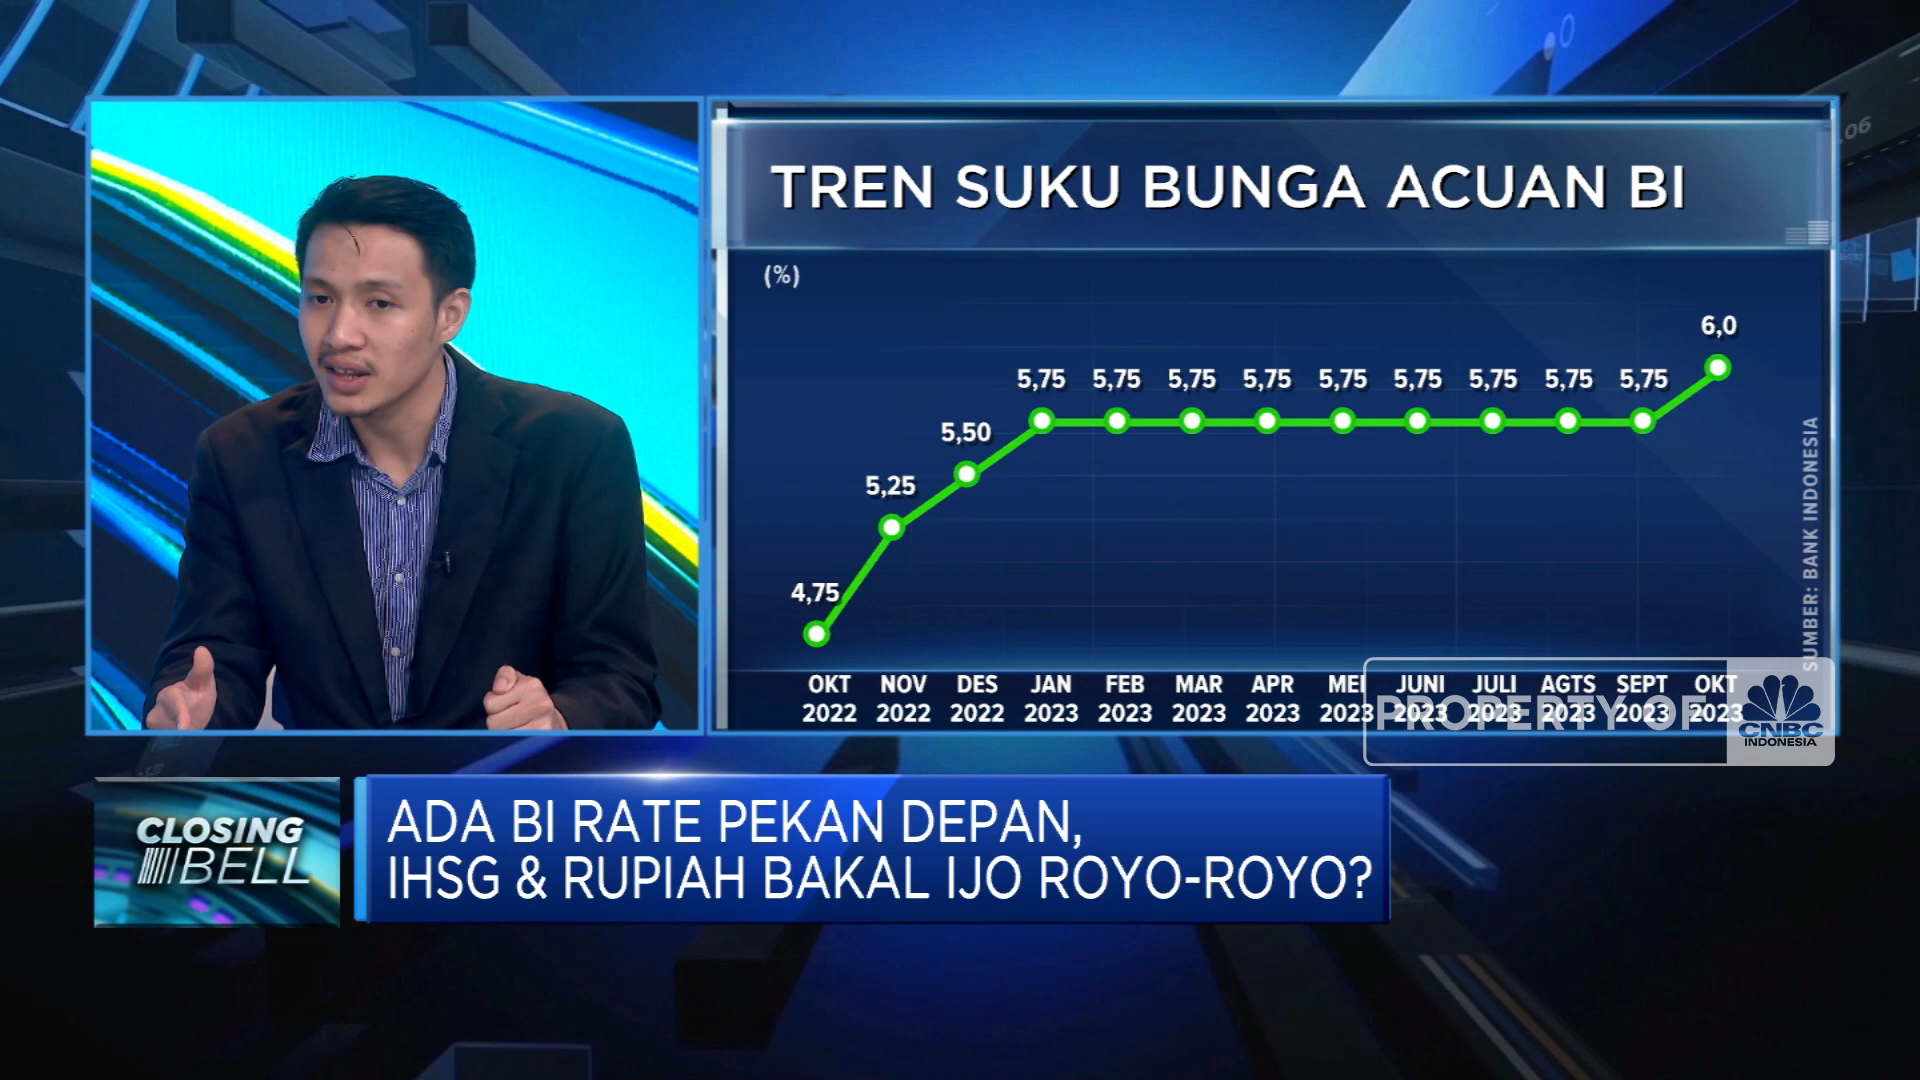 TREN SUKU BUNGA ACUAN BI
(%)
6,0
5,75 5,75 5,75 5,75 5,75 5,75 5,75 5,75 5,75
5,50
5,25
4,75
OKT NOV DES JAN FEB MAR APR MEI JUNI JULI AGTS SEPT OKT
2022 2022 2022 2023 2023 2023 2023 2023 2023 2023 2023 2023 2023
SUMBER: BANK INDONESIA
PROPERTY OF
CNBC
INDONESIA
CLOSING
BELL
ADA BI RATE PEKAN DEPAN,
IHSG & RUPIAH BAKAL IJO ROYO-ROYO?
06